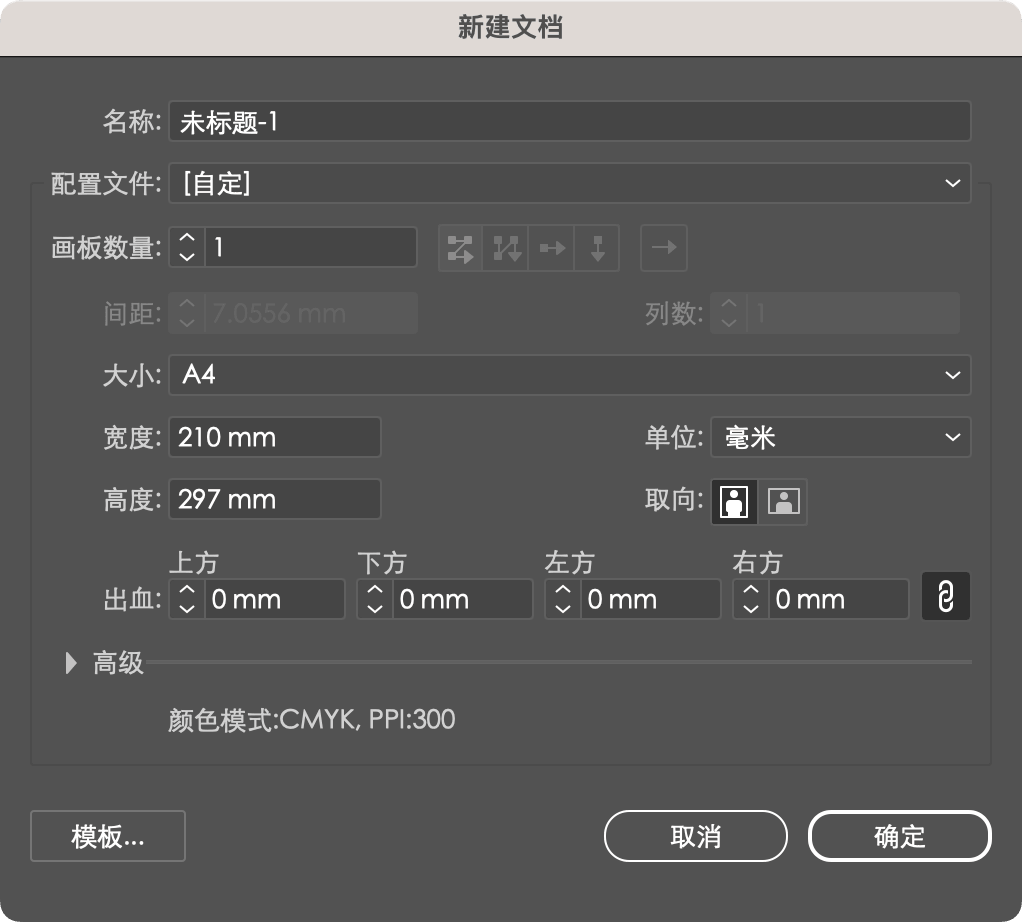 新建文档
名称: 未标题-1
配置文件: [自定]
画板数量: 1
间距: 7.0556 mm 列数: 1
大小: A4
宽度: 210 mm 单位: 毫米
高度: 297 mm 取向:
上方 下方 左方 右方
出血: 0 mm 0 mm 0 mm 0 mm
高级
颜色模式:CMYK, PPI:300
模板... 取消 确定